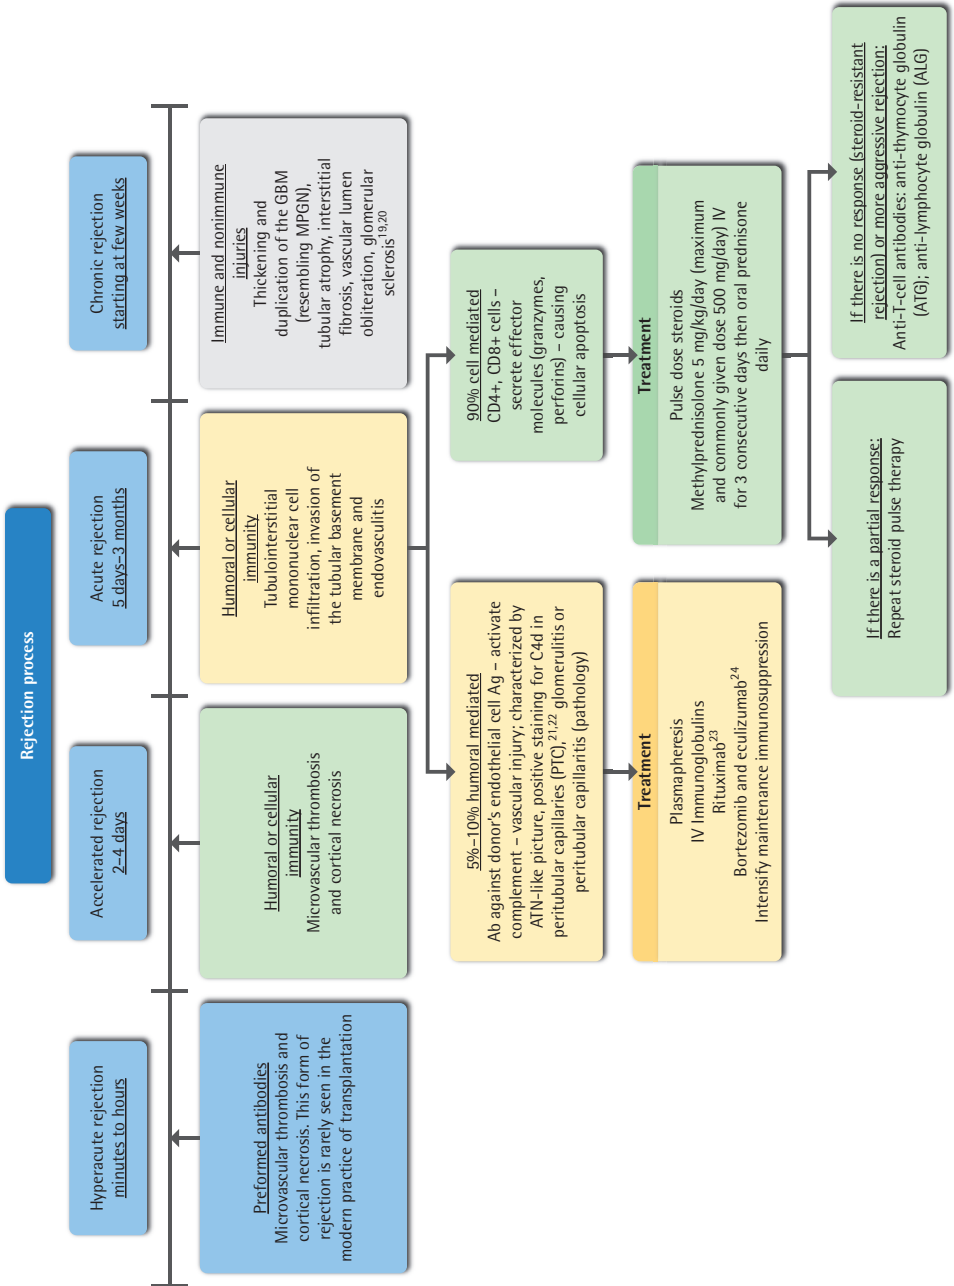 Rejection process
Hyperacute rejection
minutes to hours
Accelerated rejection
2–4 days
Acute rejection
5 days–3 months
Chronic rejection
starting at few weeks
Preformed antibodies
Microvascular thrombosis and
cortical necrosis. This form of
rejection is rarely seen in the
modern practice of transplantation
Humoral or cellular
immunity
Microvascular thrombosis
and cortical necrosis
Humoral or cellular
immunity
Tubulointerstitial
mononuclear cell
infiltration, invasion of
the tubular basement
membrane and
endovasculitis
Immune and nonimmune
injuries
Thickening and
duplication of the GBM
(resembling MPGN),
tubular atrophy, interstitial
fibrosis, vascular lumen
obliteration, glomerular
sclerosis19,20
5%–10% humoral mediated
Ab against donor's endothelial cell Ag – activate
complement – vascular injury; characterized by
ATN-like picture, positive staining for C4d in
peritubular capillaries (PTC),21,22 glomerulitis or
peritubular capillaritis (pathology)
90% cell mediated
CD4+, CD8+ cells –
secrete effector
molecules (granzymes,
perforins) – causing
cellular apoptosis
Treatment
Plasmapheresis
IV Immunoglobulins
Rituximab23
Bortezomib and eculizumab24
Intensify maintenance immunosuppression
Treatment
Pulse dose steroids
Methylprednisolone 5 mg/kg/day (maximum
and commonly given dose 500 mg/day) IV
for 3 consecutive days then oral prednisone
daily
If there is a partial response:
Repeat steroid pulse therapy
If there is no response (steroid-resistant
rejection) or more aggressive rejection:
Anti-T-cell antibodies: anti-thymocyte globulin
(ATG); anti-lymphocyte globulin (ALG)